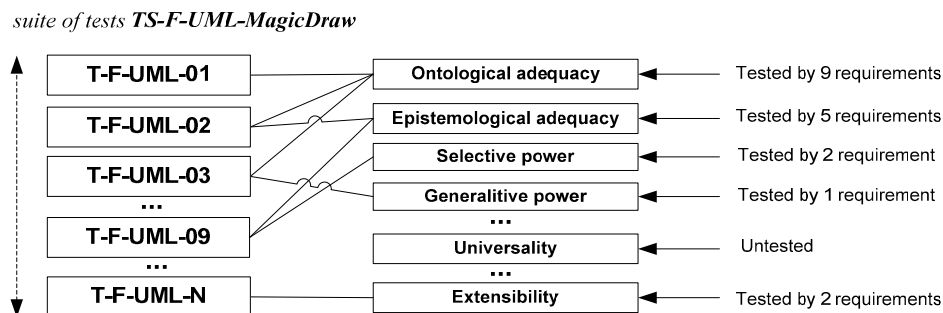 suite of tests TS-F-UML-MagicDraw
T-F-UML-01
Ontological adequacy
Tested by 9 requirements
T-F-UML-02
Epistemological adequacy
Tested by 5 requirements
Selective power
Tested by 2 requirement
T-F-UML-03
Generalitive power
Tested by 1 requirement
...
...
T-F-UML-09
Universality
Untested
...
...
T-F-UML-N
Extensibility
Tested by 2 requirements